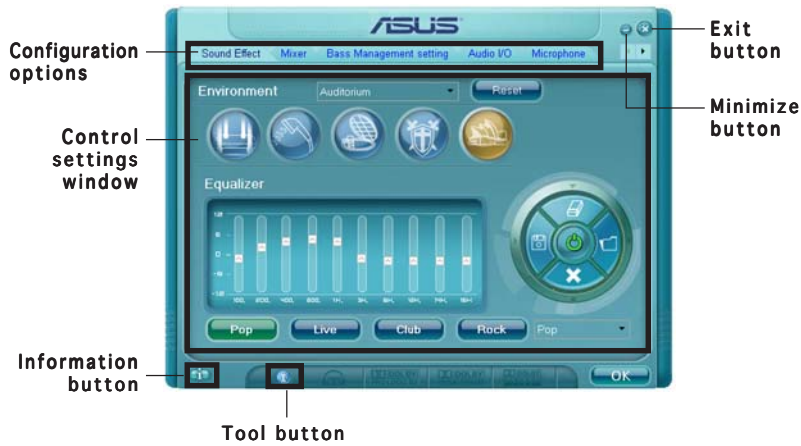 ASUS
Exit
button
Configuration
options
Sound Effect Mixer Bass Management setting Audio I/O Microphone
Minimize
button
Environment Auditorium Reset
Control
settings
window
Equalizer
Pop Live Club Rock Pop
Information
button
OK
Tool button